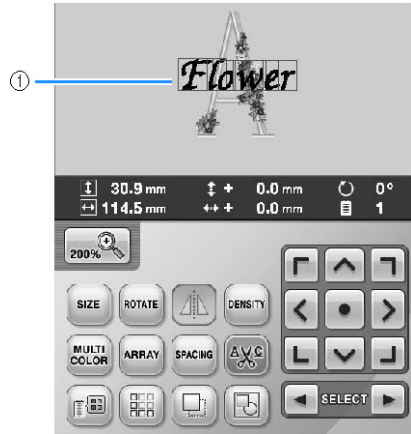 ①
A
Flower
30.9 mm + 0.0 mm 0°
114.5 mm + 0.0 mm 1
200%
SIZE ROTATE DENSITY
MULTI COLOR ARRAY SPACING A C
SELECT